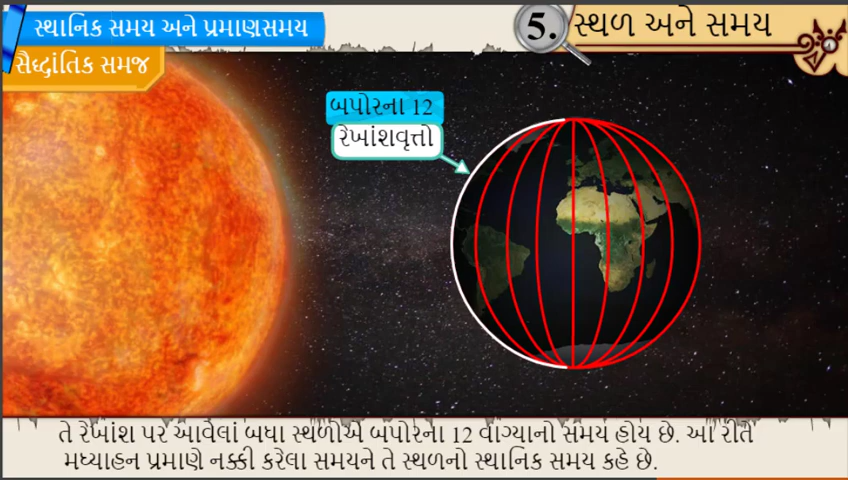 સ્થાનિક સમય અને પ્રમાણસમય
5. સ્થળ અને સમય
સૈદ્ધાંતિક સમજ
બપોરના 12
રેખાંશવૃત્તો
તે રેખાંશ પર આવેલાં બધા સ્થળોએ બપોરના 12 વાગ્યાનો સમય હોય છે. આ રીતે
મધ્યાહન પ્રમાણે નક્કી કરેલા સમયને તે સ્થળનો સ્થાનિક સમય કહે છે.